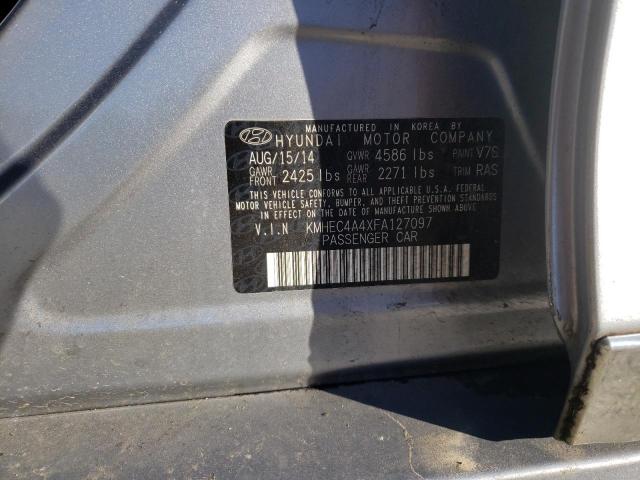 MANUFACTURED IN KOREA BY
HYUNDAI MOTOR COMPANY
AUG/15/14 GVWR 4586 lbs PAINT V7S
GAWR FRONT 2425 lbs GAWR REAR 2271 lbs TRIM RAS
THIS VEHICLE CONFORMS TO ALL APPLICABLE U.S.A. FEDERAL
MOTOR VEHICLE SAFETY, BUMPER, AND THEFT PREVENTION STANDARDS
IN EFFECT ON THE DATE OF MANUFACTURE SHOWN ABOVE.
V.I.N KMHEC4A4XFA127097
PASSENGER CAR